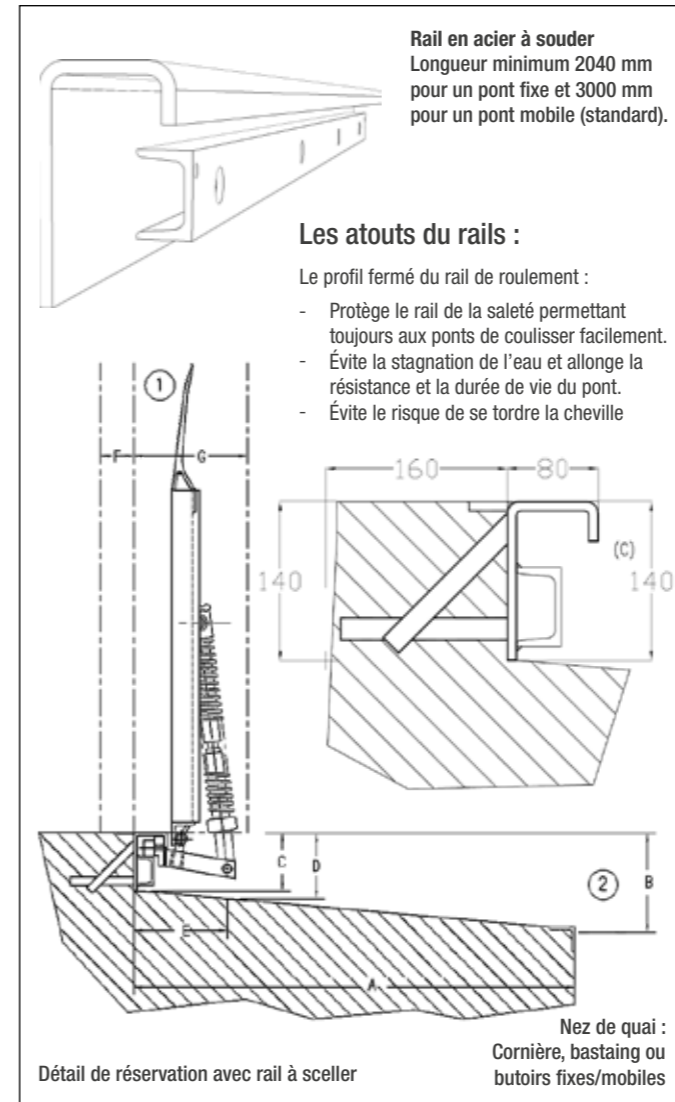 Rail en acier à souder
Longueur minimum 2040 mm
pour un pont fixe et 3000 mm
pour un pont mobile (standard).
Les atouts du rails :
Le profil fermé du rail de roulement :
- Protège le rail de la saleté permettant
toujours aux ponts de coulisser facilement.
- Évite la stagnation de l’eau et allonge la
résistance et la durée de vie du pont.
- Évite le risque de se tordre la cheville
1
F
G
160
80
(C)
140
140
C
D
2
B
E
A
Nez de quai :
Cornière, bastaing ou
butoirs fixes/mobiles
Détail de réservation avec rail à sceller